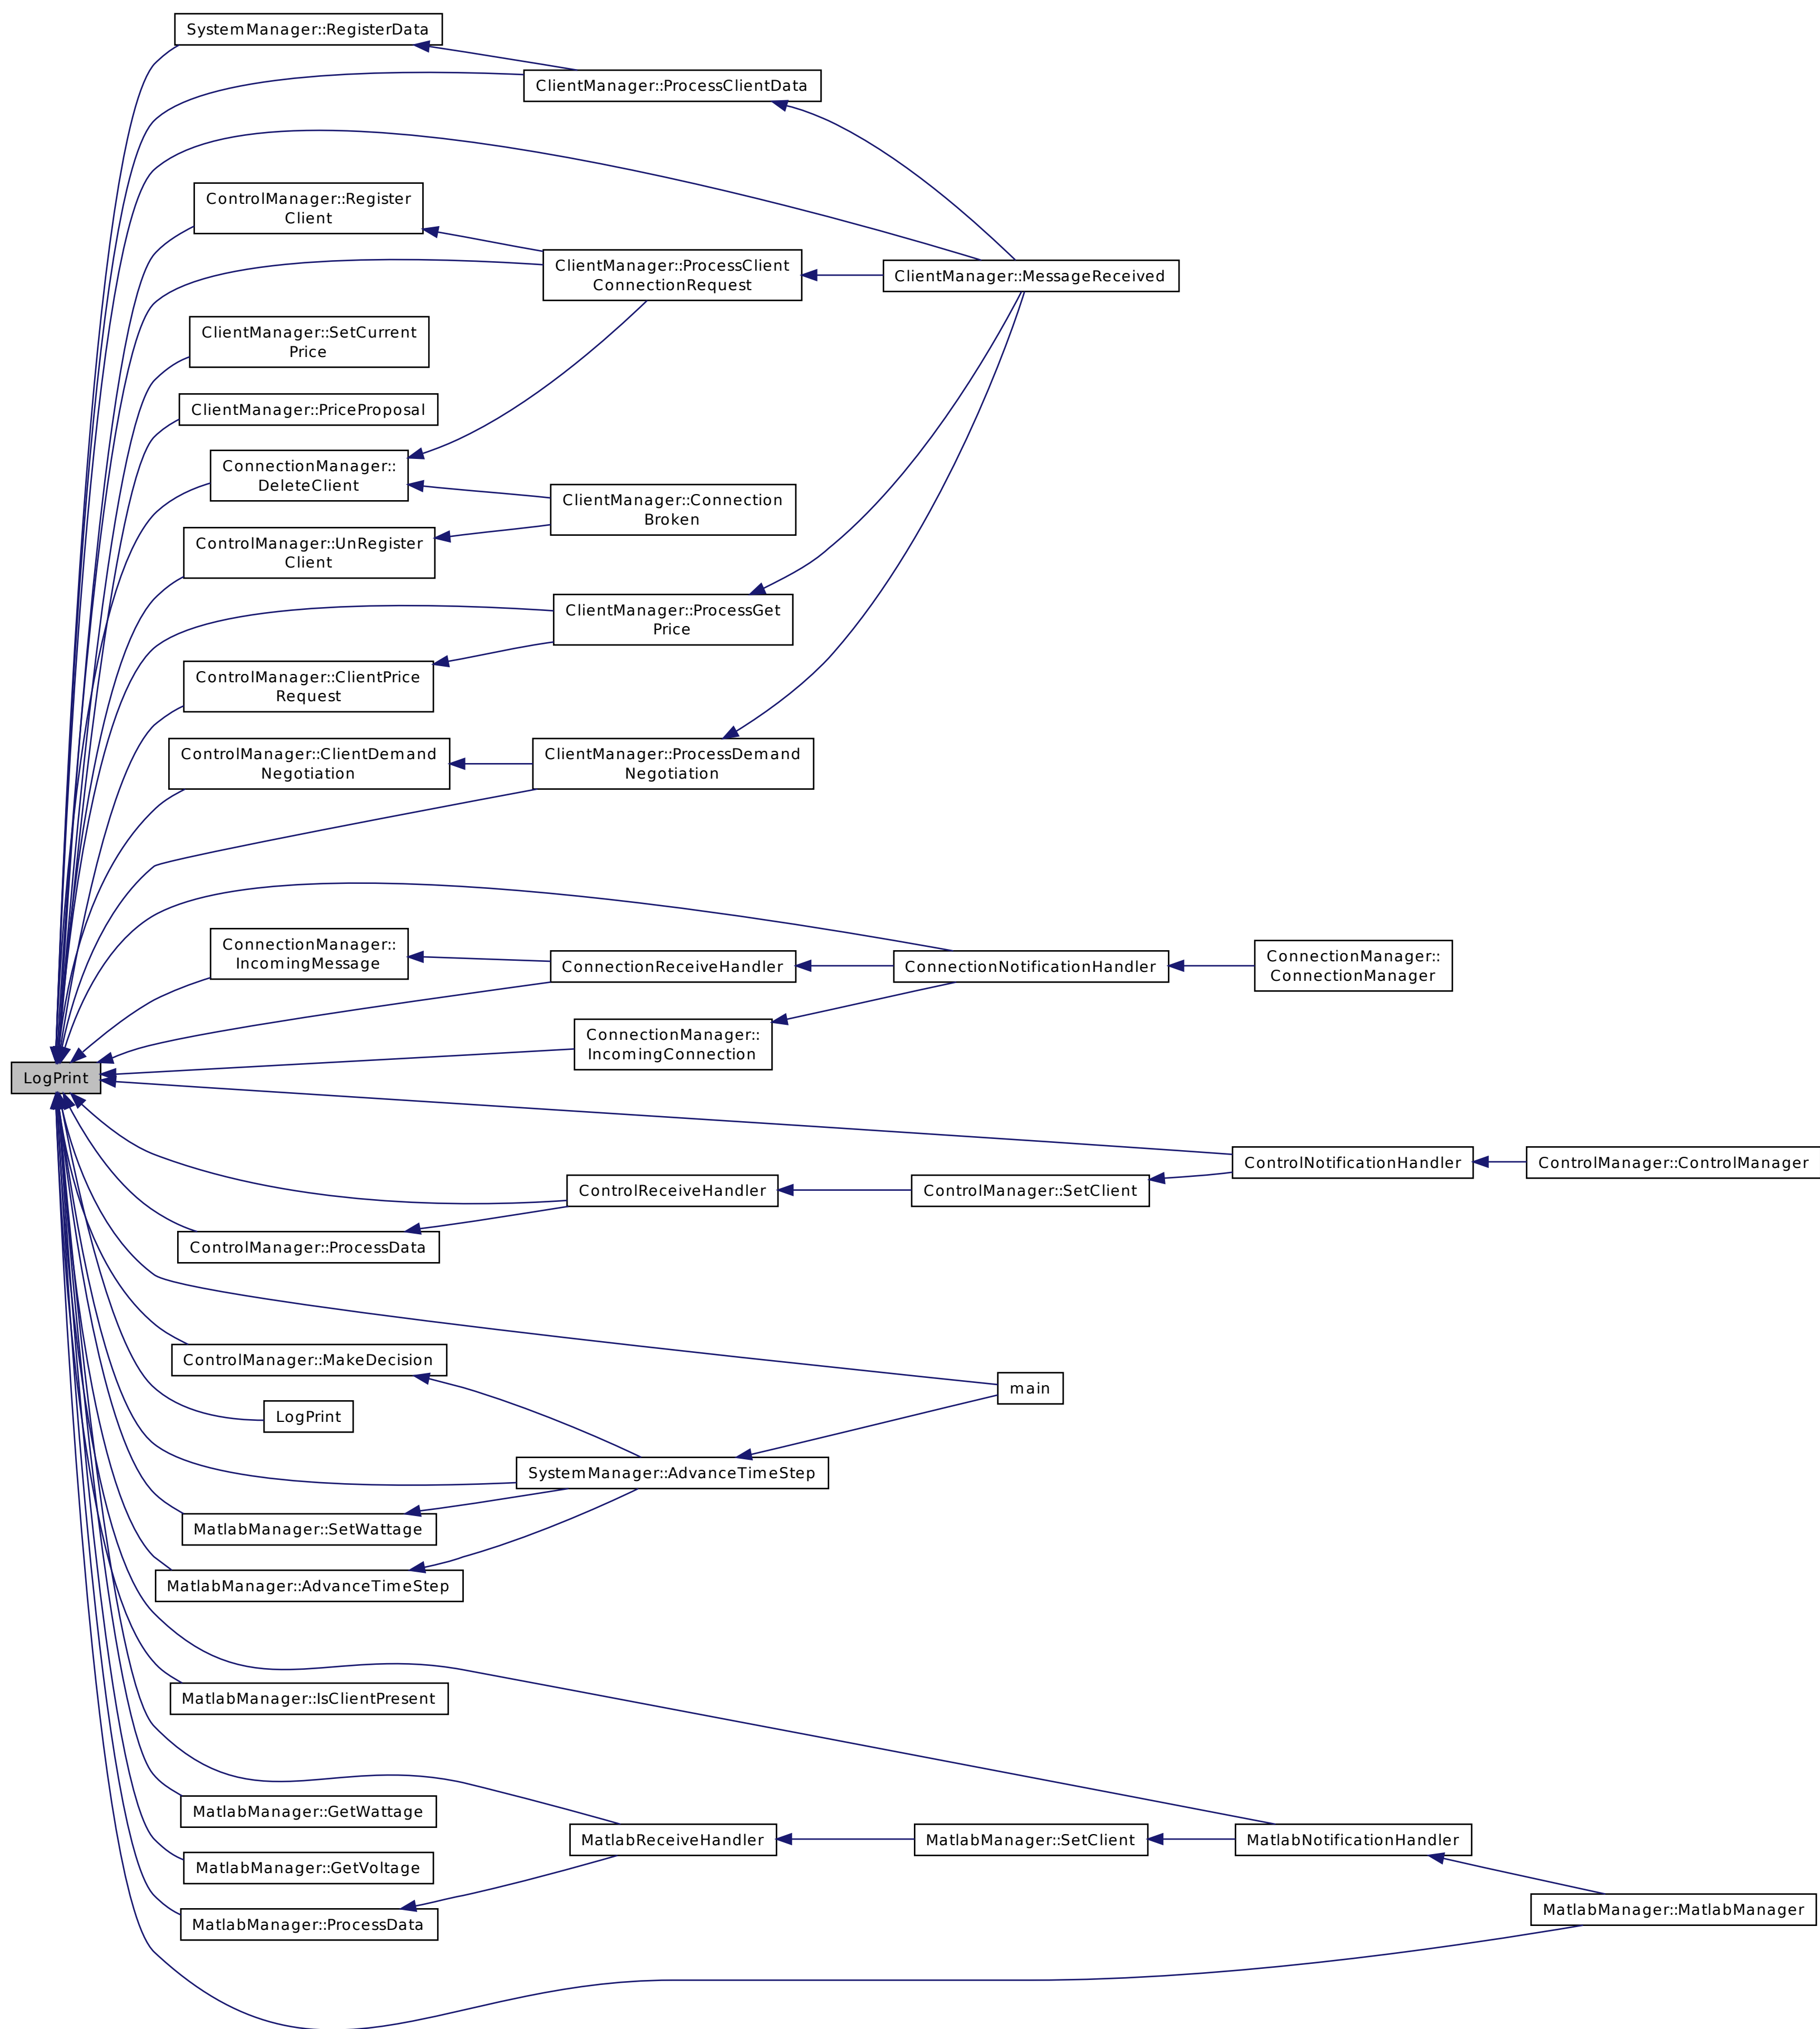 SystemManager::RegisterData
ClientManager::ProcessClientData
ControlManager::Register
Client
ClientManager::ProcessClient
ConnectionRequest
ClientManager::MessageReceived
ClientManager::SetCurrent
Price
ClientManager::PriceProposal
ConnectionManager::
DeleteClient
ClientManager::Connection
Broken
ControlManager::UnRegister
Client
ClientManager::ProcessGet
Price
ControlManager::ClientPrice
Request
ControlManager::ClientDemand
Negotiation
ClientManager::ProcessDemand
Negotiation
ConnectionManager::
IncomingMessage
ConnectionReceiveHandler
ConnectionNotificationHandler
ConnectionManager::
ConnectionManager
ConnectionManager::
IncomingConnection
LogPrint
ControlNotificationHandler
ControlManager::ControlManager
ControlReceiveHandler
ControlManager::SetClient
ControlManager::ProcessData
ControlManager::MakeDecision
main
LogPrint
SystemManager::AdvanceTimeStep
MatlabManager::SetWattage
MatlabManager::AdvanceTimeStep
MatlabManager::IsClientPresent
MatlabManager::GetWattage
MatlabReceiveHandler
MatlabManager::SetClient
MatlabNotificationHandler
MatlabManager::GetVoltage
MatlabManager::MatlabManager
MatlabManager::ProcessData